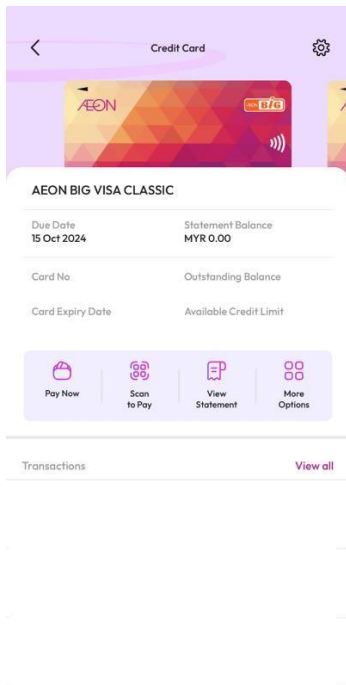 Credit Card
ÆON
ÆON BiG
AEON BIG VISA CLASSIC
Due Date
15 Oct 2024
Statement Balance
MYR 0.00
Card No
Outstanding Balance
Card Expiry Date
Available Credit Limit
Pay Now
Scan
to Pay
View
Statement
More
Options
Transactions
View all